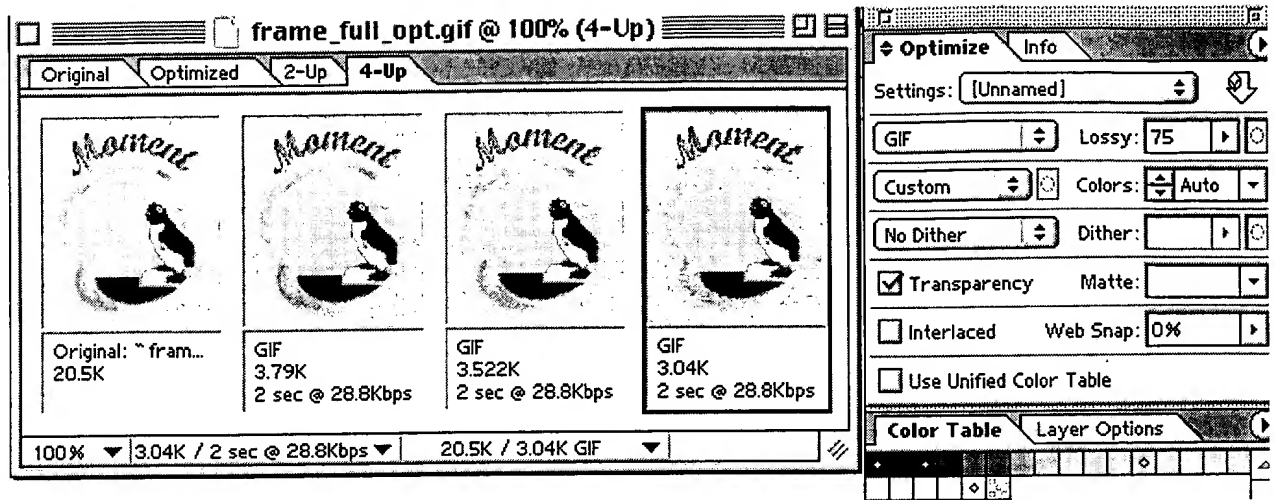 frame_full_opt.gif @ 100% (4-Up)
Original Optimized 2-Up 4-Up
Moment Moment Moment Moment
Original: ~ fram...
20.5K
GIF
3.79K
2 sec @ 28.8Kbps
GIF
3.522K
2 sec @ 28.8Kbps
GIF
3.04K
2 sec @ 28.8Kbps
100% 3.04K / 2 sec @ 28.8Kbps 20.5K / 3.04K GIF
Optimize Info
Settings: [Unnamed]
GIF Lossy: 75
Custom Colors: Auto
No Dither Dither:
Transparency Matte:
Interlaced Web Snap: 0%
Use Unified Color Table
Color Table Layer Options